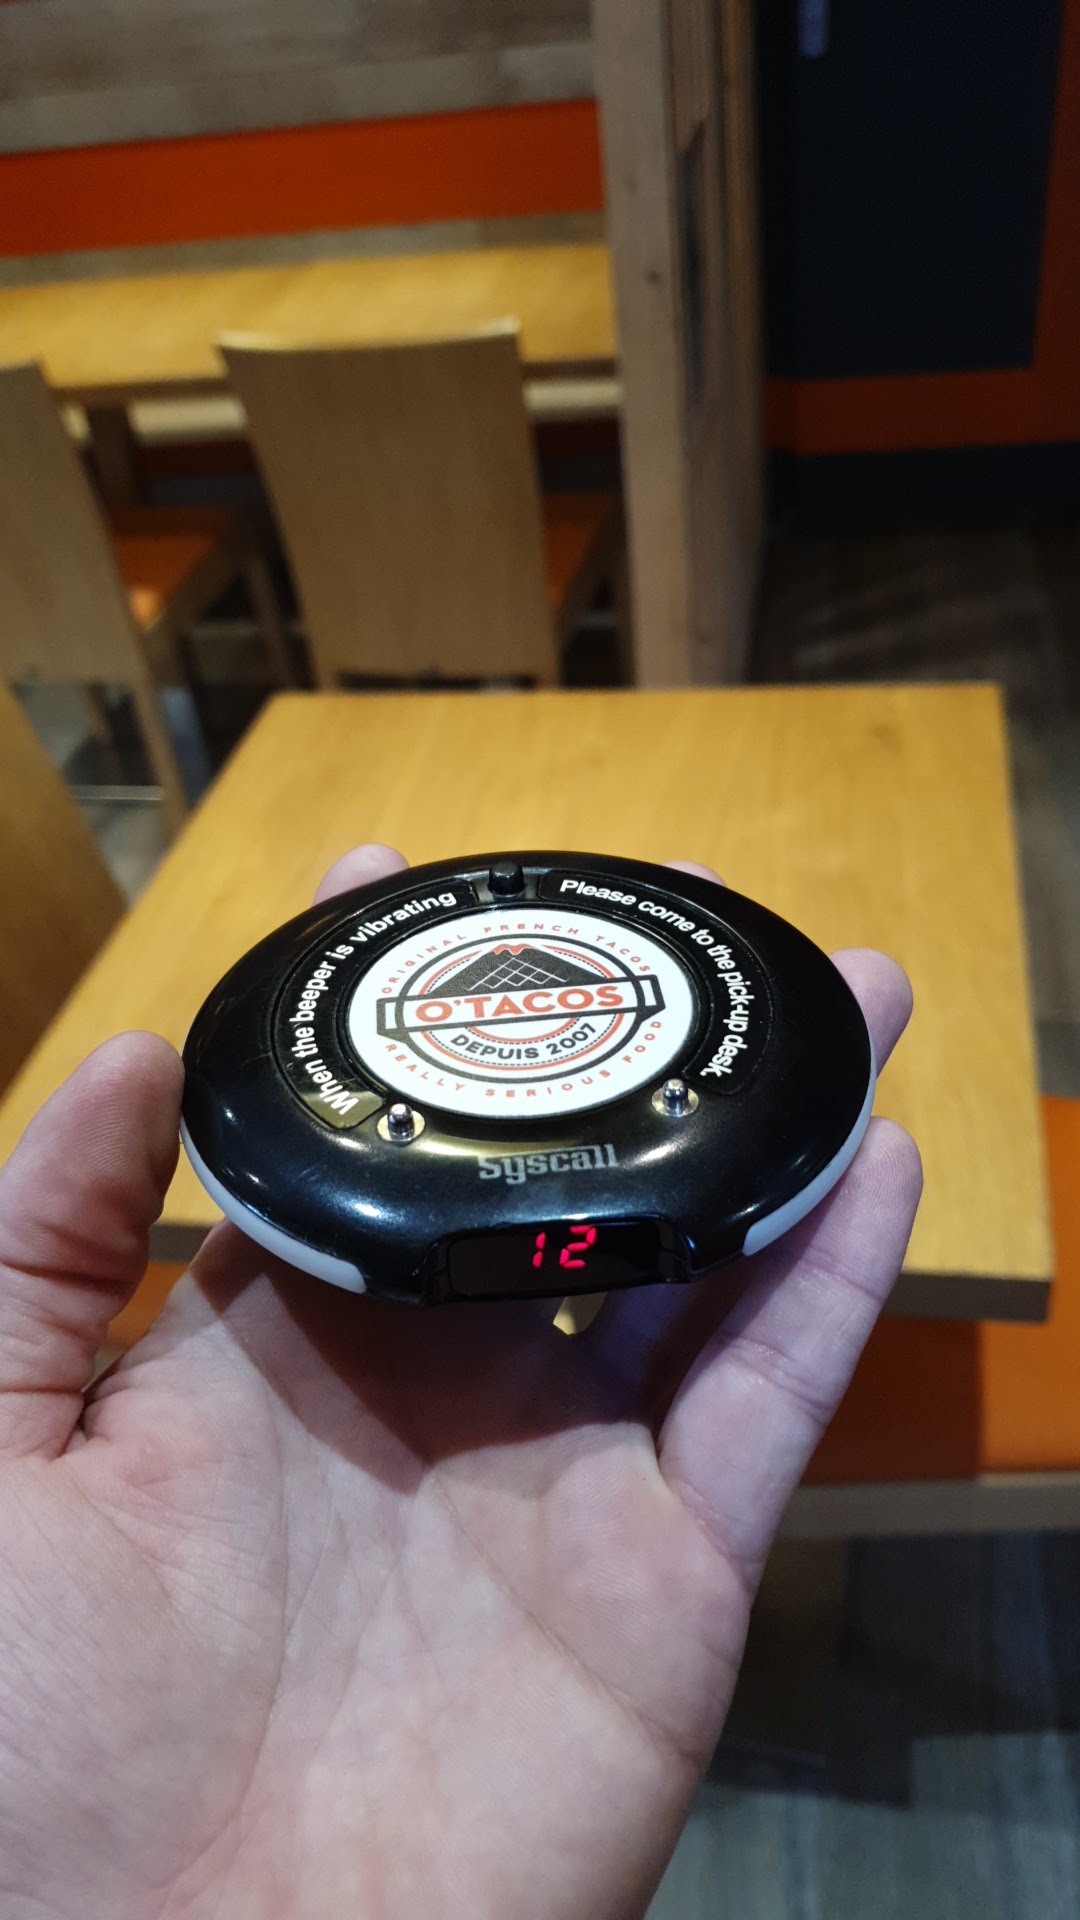 When the beeper is vibrating
Please come to the pick-up desk
ORIGINAL FRENCH TACOS
O'TACOS
DEPUIS 2007
REALLY SERIOUS FOOD
Syscall
12